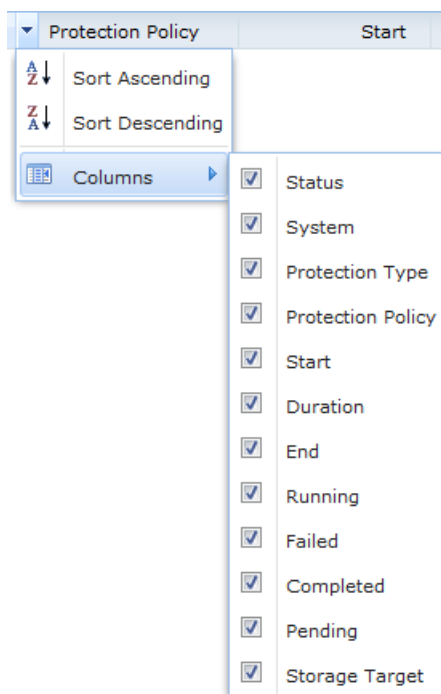 Protection Policy Start
Sort Ascending
Sort Descending
Columns
Status
System
Protection Type
Protection Policy
Start
Duration
End
Running
Failed
Completed
Pending
Storage Target